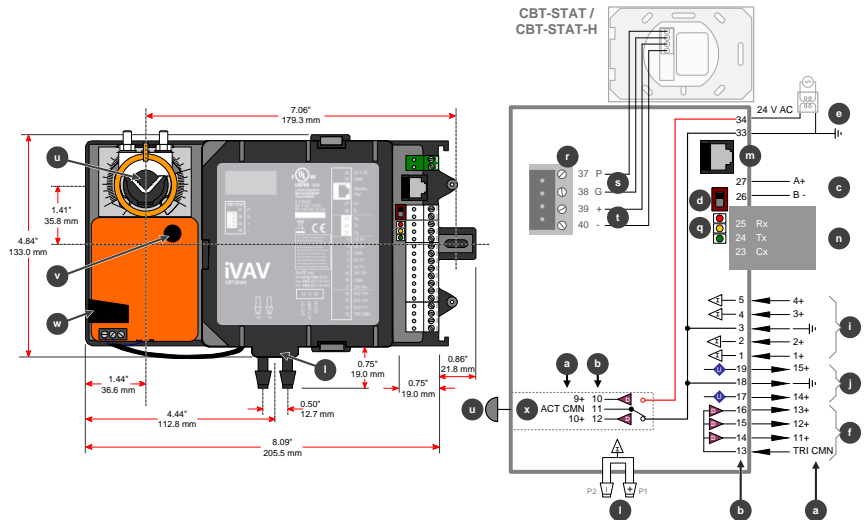 CBT-STAT /
CBT-STAT-H
7.06"
179.3 mm
u
1.41"
35.8 mm
4.84"
133.0 mm
v
w
iVAV
l
1.44"
36.6 mm
4.44"
112.8 mm
8.09"
205.5 mm
0.50"
12.7 mm
0.75"
19.0 mm
0.75"
19.0 mm
0.86"
21.8 mm
24 V AC
34
33
e
m
r
37 P
38 G
39 +
40 -
s
t
27 A+
26 B -
c
d
q
25 Rx
24 Tx
23 Cx
n
5 4+
4 3+
3
2 2+
1 1+
i
19 15+
18
17 14+
j
16 13+
15 12+
14 11+
13 TRI CMN
f
a b
9+ 10
ACT CMN 11
10+ 12
u
x
P2 P1
l
b a